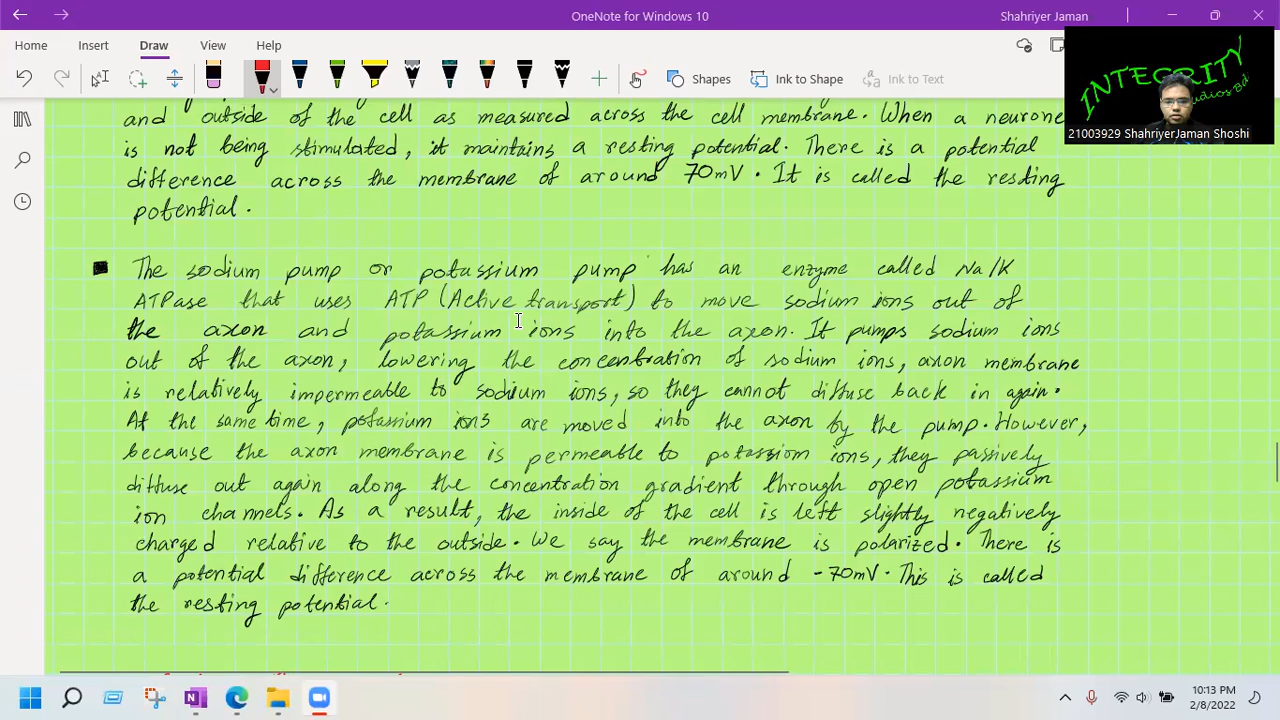 OneNote for Windows 10
Shahriyer Jaman
Home Insert Draw View Help
Shapes Ink to Shape Ink to Text
INTEGRITY
Studios Bd
21003929 ShahriyerJaman Shoshi
and outside of the cell as measured across the cell membrane. When a neurone
is not being stimulated, it maintains a resting potential. There is a potential
difference across the membrane of around 70mV. It is called the resting
potential.
The sodium pump or potassium pump has an enzyme called Na/K
ATPase that uses ATP (Active transport) to move sodium ions out of
the axon and potassium ions into the axon. It pumps sodium ions
out of the axon, lowering the concentration of sodium ions, axon membrane
is relatively impermeable to sodium ions, so they cannot diffuse back in again.
At the same time, potassium ions are moved into the axon by the pump. However,
because the axon membrane is permeable to potassium ions, they passively
diffuse out again along the concentration gradient through open potassium
ion channels. As a result, the inside of the cell is left slightly negatively
charged relative to the outside. We say the membrane is polarized. There is
a potential difference across the membrane of around -70mV. This is called
the resting potential.
10:13 PM
2/8/2022